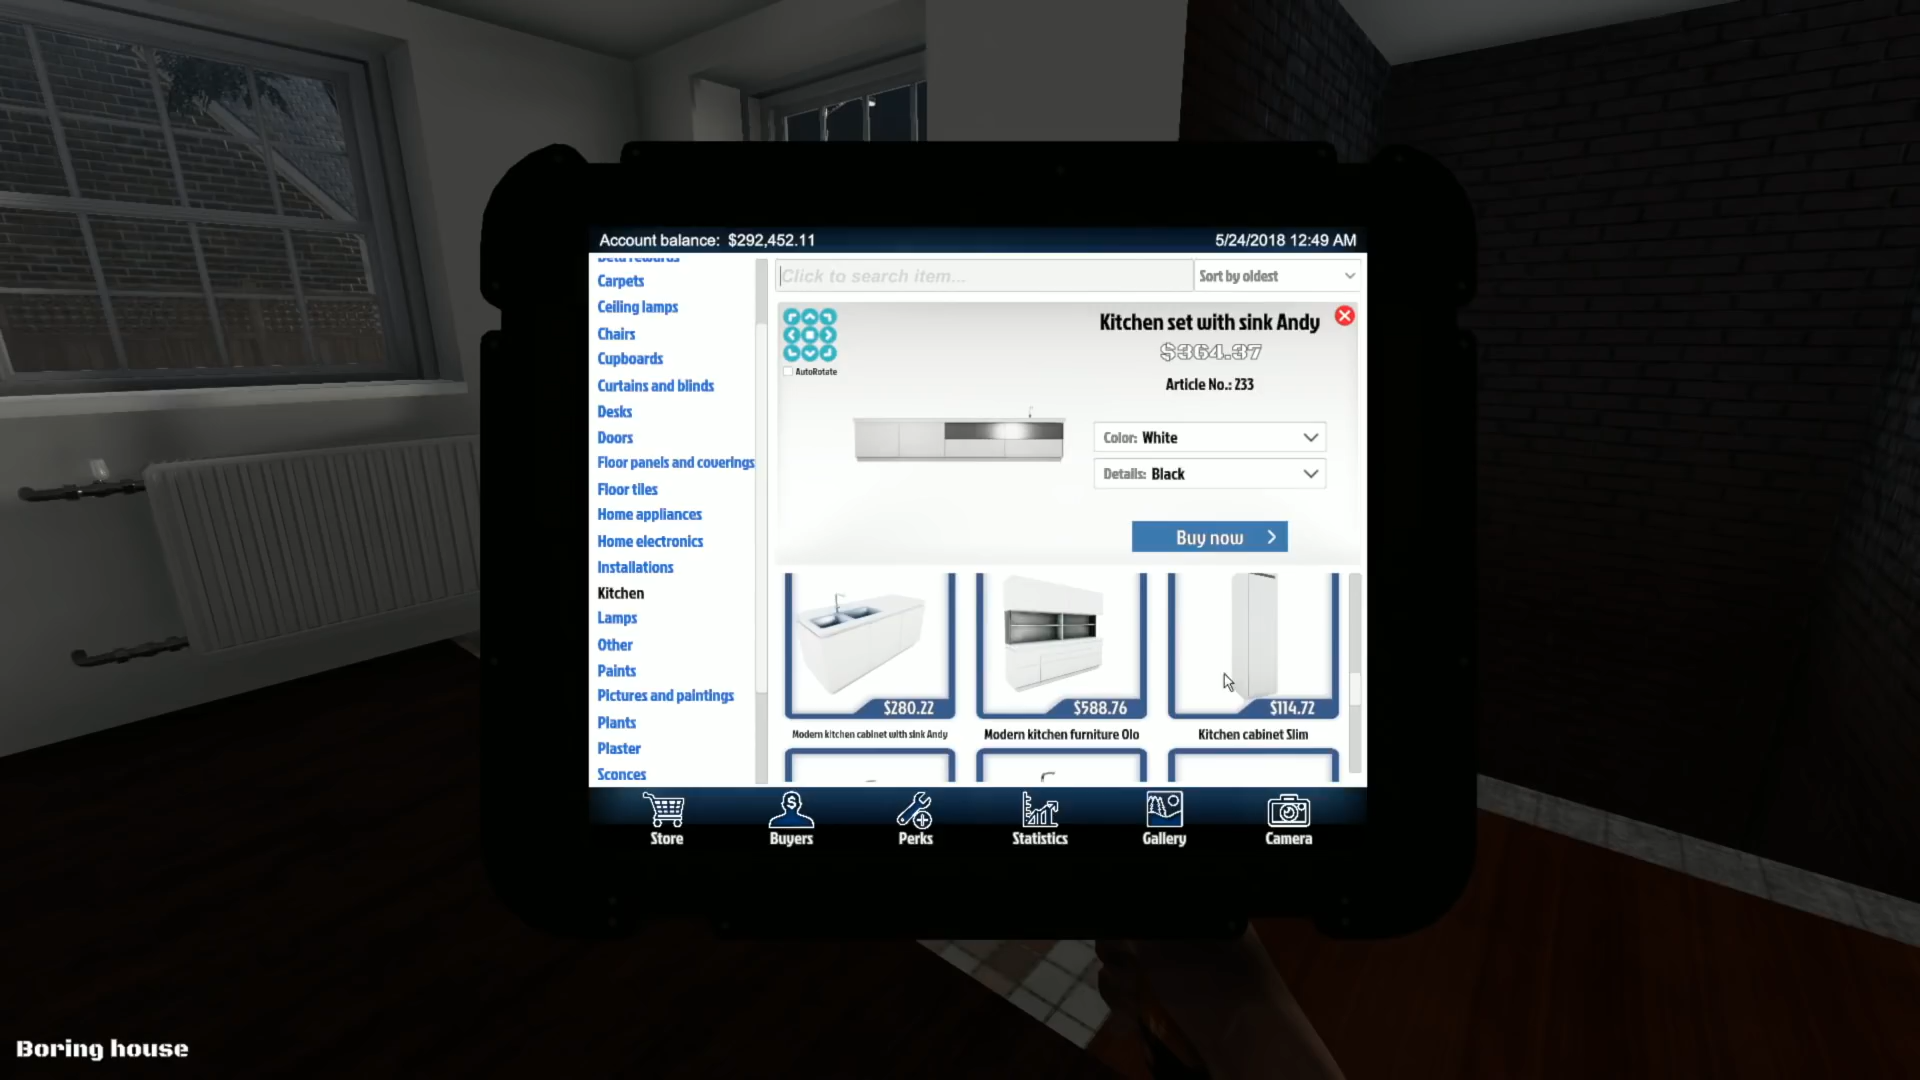 Account balance: $292,452.11
5/24/2018 12:49 AM
Beta rewards
Carpets
Ceiling lamps
Chairs
Cupboards
Curtains and blinds
Desks
Doors
Floor panels and coverings
Floor tiles
Home appliances
Home electronics
Installations
Kitchen
Lamps
Other
Paints
Pictures and paintings
Plants
Plaster
Sconces
Click to search item...
Sort by oldest
AutoRotate
Kitchen set with sink Andy
$364.37
Article No.: 233
Color: White
Details: Black
Buy now
$280.22
Modern kitchen cabinet with sink Andy
$588.76
Modern kitchen furniture Olo
$114.72
Kitchen cabinet Slim
Store
Buyers
Perks
Statistics
Gallery
Camera
Boring house